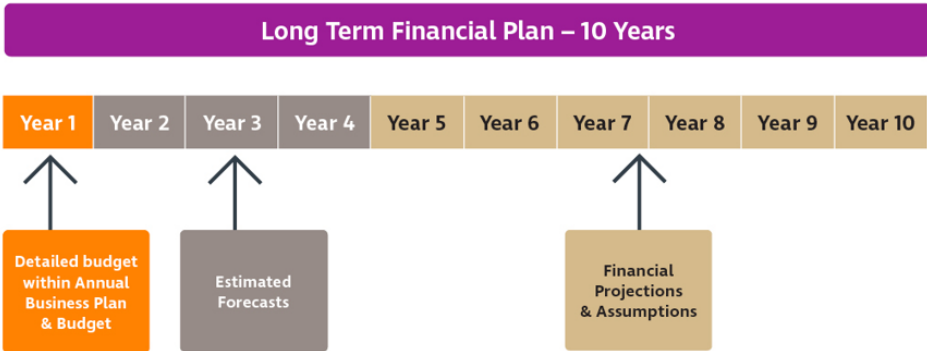 Long Term Financial Plan – 10 Years
Year 1 Year 2 Year 3 Year 4 Year 5 Year 6 Year 7 Year 8 Year 9 Year 10
Detailed budget
within Annual
Business Plan
& Budget
Estimated
Forecasts
Financial
Projections
& Assumptions